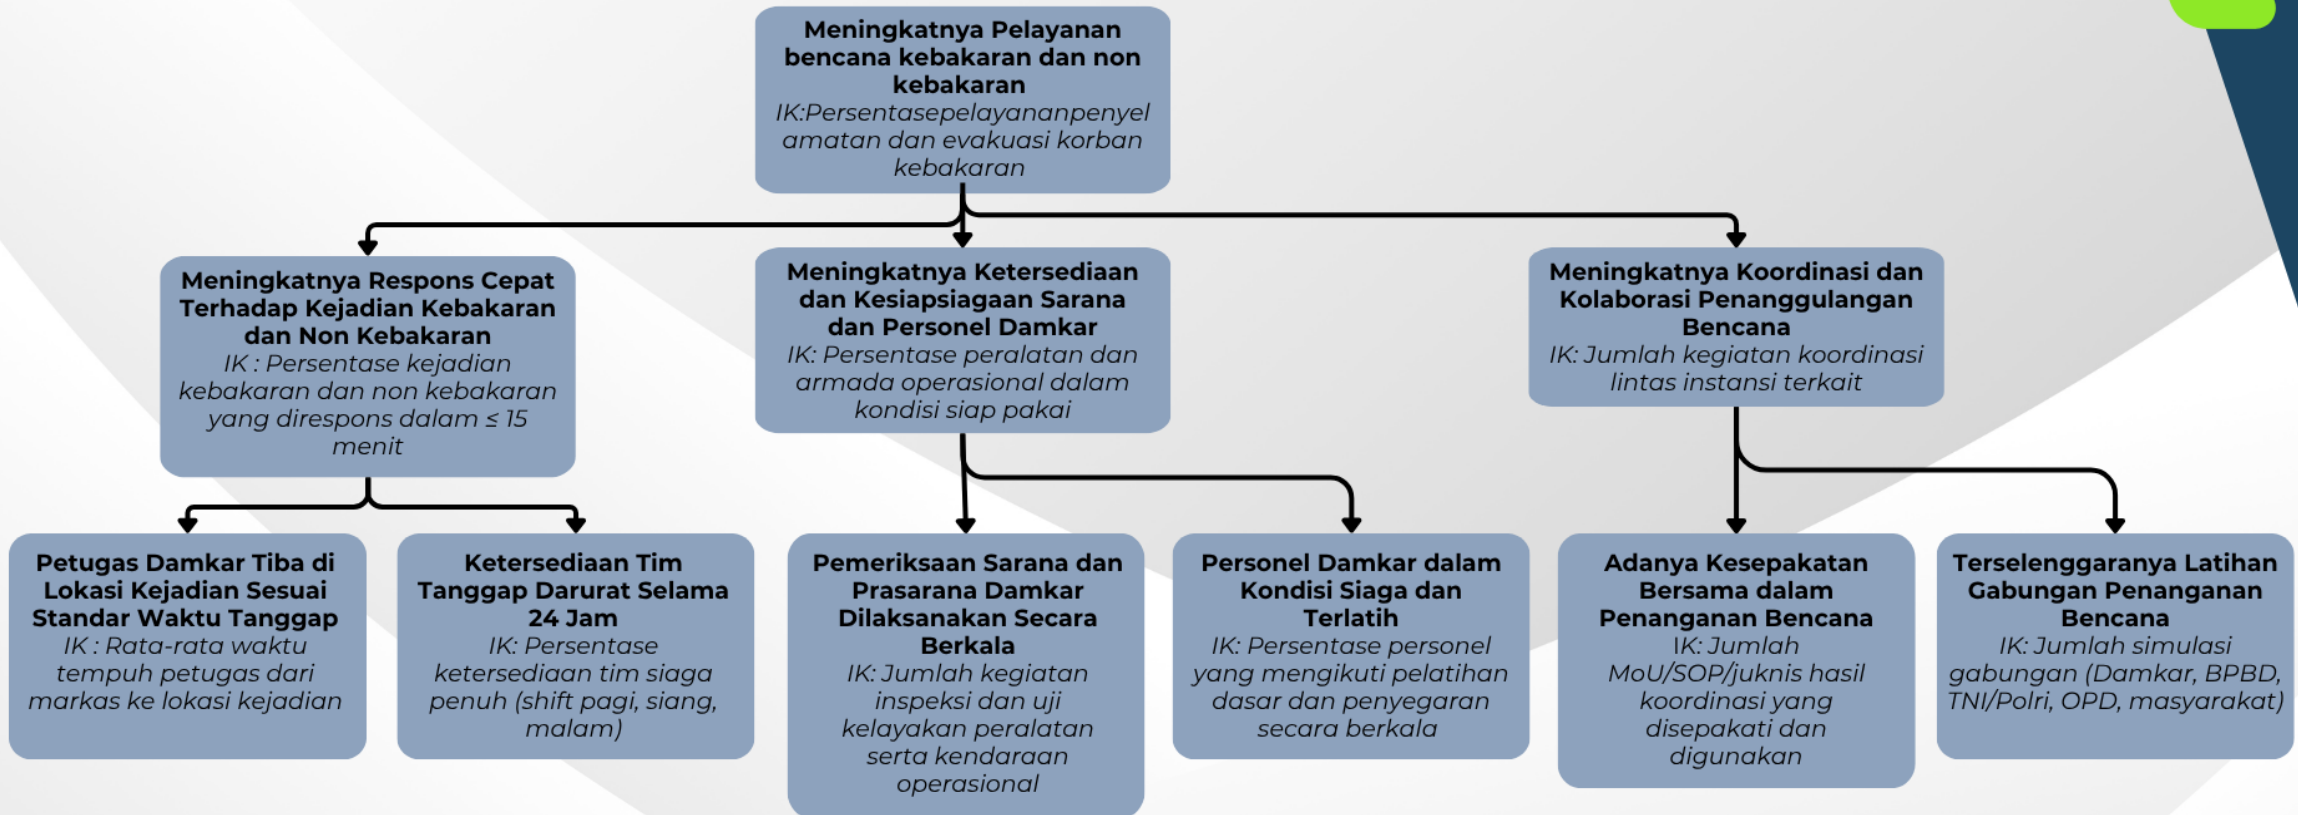 Meningkatnya Pelayanan
bencana kebakaran dan non
kebakaran
IK:Persentasepelayananpenyel
amatan dan evakuasi korban
kebakaran
Meningkatnya Respons Cepat
Terhadap Kejadian Kebakaran
dan Non Kebakaran
IK : Persentase kejadian
kebakaran dan non kebakaran
yang direspons dalam ≤ 15
menit
Meningkatnya Ketersediaan
dan Kesiapsiagaan Sarana
dan Personel Damkar
IK: Persentase peralatan dan
armada operasional dalam
kondisi siap pakai
Meningkatnya Koordinasi dan
Kolaborasi Penanggulangan
Bencana
IK: Jumlah kegiatan koordinasi
lintas instansi terkait
Petugas Damkar Tiba di
Lokasi Kejadian Sesuai
Standar Waktu Tanggap
IK : Rata-rata waktu
tempuh petugas dari
markas ke lokasi kejadian
Ketersediaan Tim
Tanggap Darurat Selama
24 Jam
IK: Persentase
ketersediaan tim siaga
penuh (shift pagi, siang,
malam)
Pemeriksaan Sarana dan
Prasarana Damkar
Dilaksanakan Secara
Berkala
IK: Jumlah kegiatan
inspeksi dan uji
kelayakan peralatan
serta kendaraan
operasional
Personel Damkar dalam
Kondisi Siaga dan
Terlatih
IK: Persentase personel
yang mengikuti pelatihan
dasar dan penyegaran
secara berkala
Adanya Kesepakatan
Bersama dalam
Penanganan Bencana
IK: Jumlah
MoU/SOP/juknis hasil
koordinasi yang
disepakati dan
digunakan
Terselenggaranya Latihan
Gabungan Penanganan
Bencana
IK: Jumlah simulasi
gabungan (Damkar, BPBD,
TNI/Polri, OPD, masyarakat)